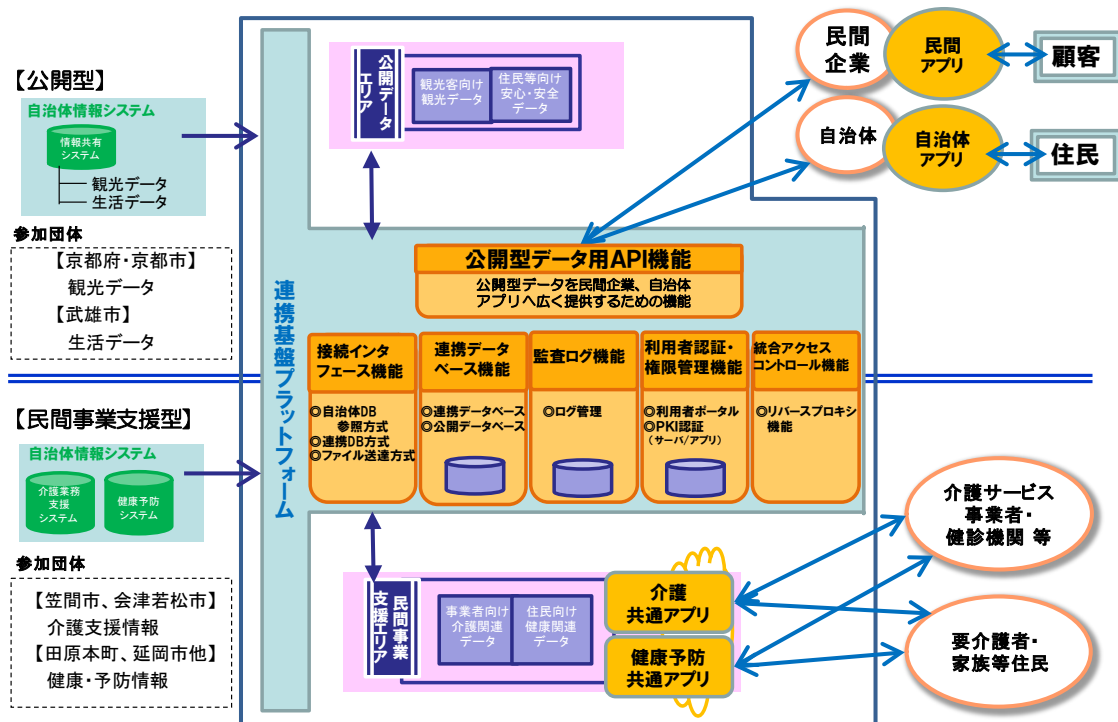 【公開型】
自治体情報システム
情報共有
システム
観光データ
生活データ
参加団体
【京都府・京都市】
観光データ
【武雄市】
生活データ
【民間事業支援型】
自治体情報システム
介護業務
支援
システム
健康予防
システム
参加団体
【笠間市、会津若松市】
介護支援情報
【田原本町、延岡市他】
健康・予防情報
連携基盤プラットフォーム
公開データ
エリア
観光客向け
観光データ
住民等向け
安心・安全
データ
公開型データ用API機能
公開型データを民間企業、自治体
アプリへ広く提供するための機能
接続インタ
フェース機能
◎自治体DB
参照方式
◎連携DB方式
◎ファイル送達方式
連携データ
ベース機能
◎連携データベース
◎公開データベース
監査ログ機能
◎ログ管理
利用者認証・
権限管理機能
◎利用者ポータル
◎PKI認証
（サーバ/アプリ）
統合アクセス
コントロール機能
◎リバースプロキシ
機能
民間事業
支援エリア
事業者向け
介護関連
データ
住民向け
健康関連
データ
介護
共通アプリ
健康予防
共通アプリ
民間
企業
民間
アプリ
顧客
自治体
自治体
アプリ
住民
介護サービス
事業者・
健診機関 等
要介護者・
家族等住民